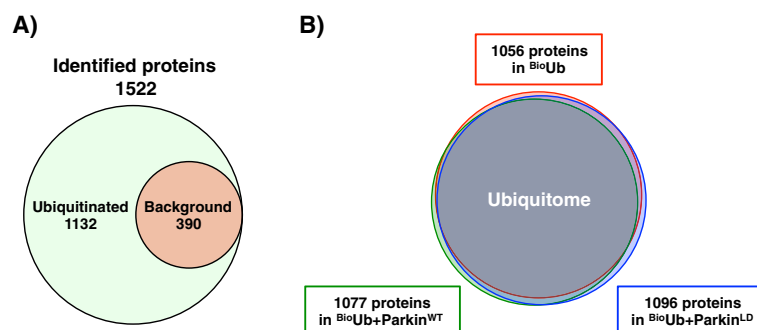 A)
Identified proteins
1522
Ubiquitinated
1132
Background
390
B)
1056 proteins
in BioUb
Ubiquitome
1077 proteins
in BioUb+ParkinWT
1096 proteins
in BioUb+ParkinLD